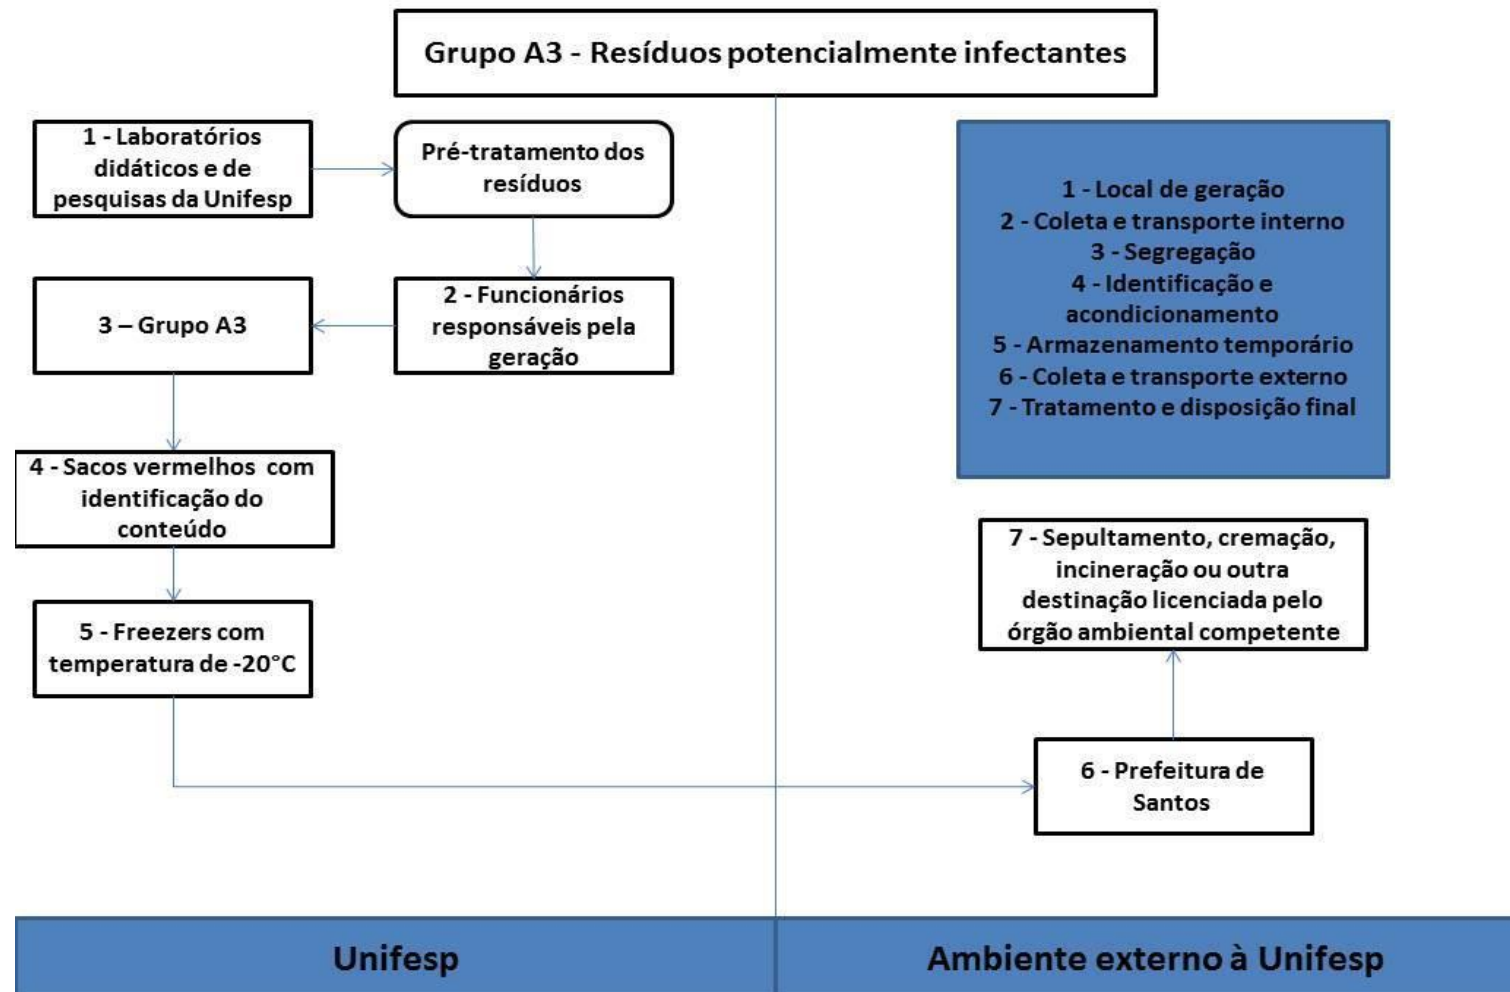 Grupo A3 - Resíduos potencialmente infectantes
1 - Laboratórios
didáticos e de
pesquisas da Unifesp
Pré-tratamento dos
resíduos
2 - Funcionários
responsáveis pela
geração
3 – Grupo A3
4 - Sacos vermelhos com
identificação do
conteúdo
5 - Freezers com
temperatura de -20°C
1 - Local de geração
2 - Coleta e transporte interno
3 - Segregação
4 - Identificação e
acondicionamento
5 - Armazenamento temporário
6 - Coleta e transporte externo
7 - Tratamento e disposição final
7 - Sepultamento, cremação,
incineração ou outra
destinação licenciada pelo
órgão ambiental competente
6 - Prefeitura de
Santos
Unifesp
Ambiente externo à Unifesp